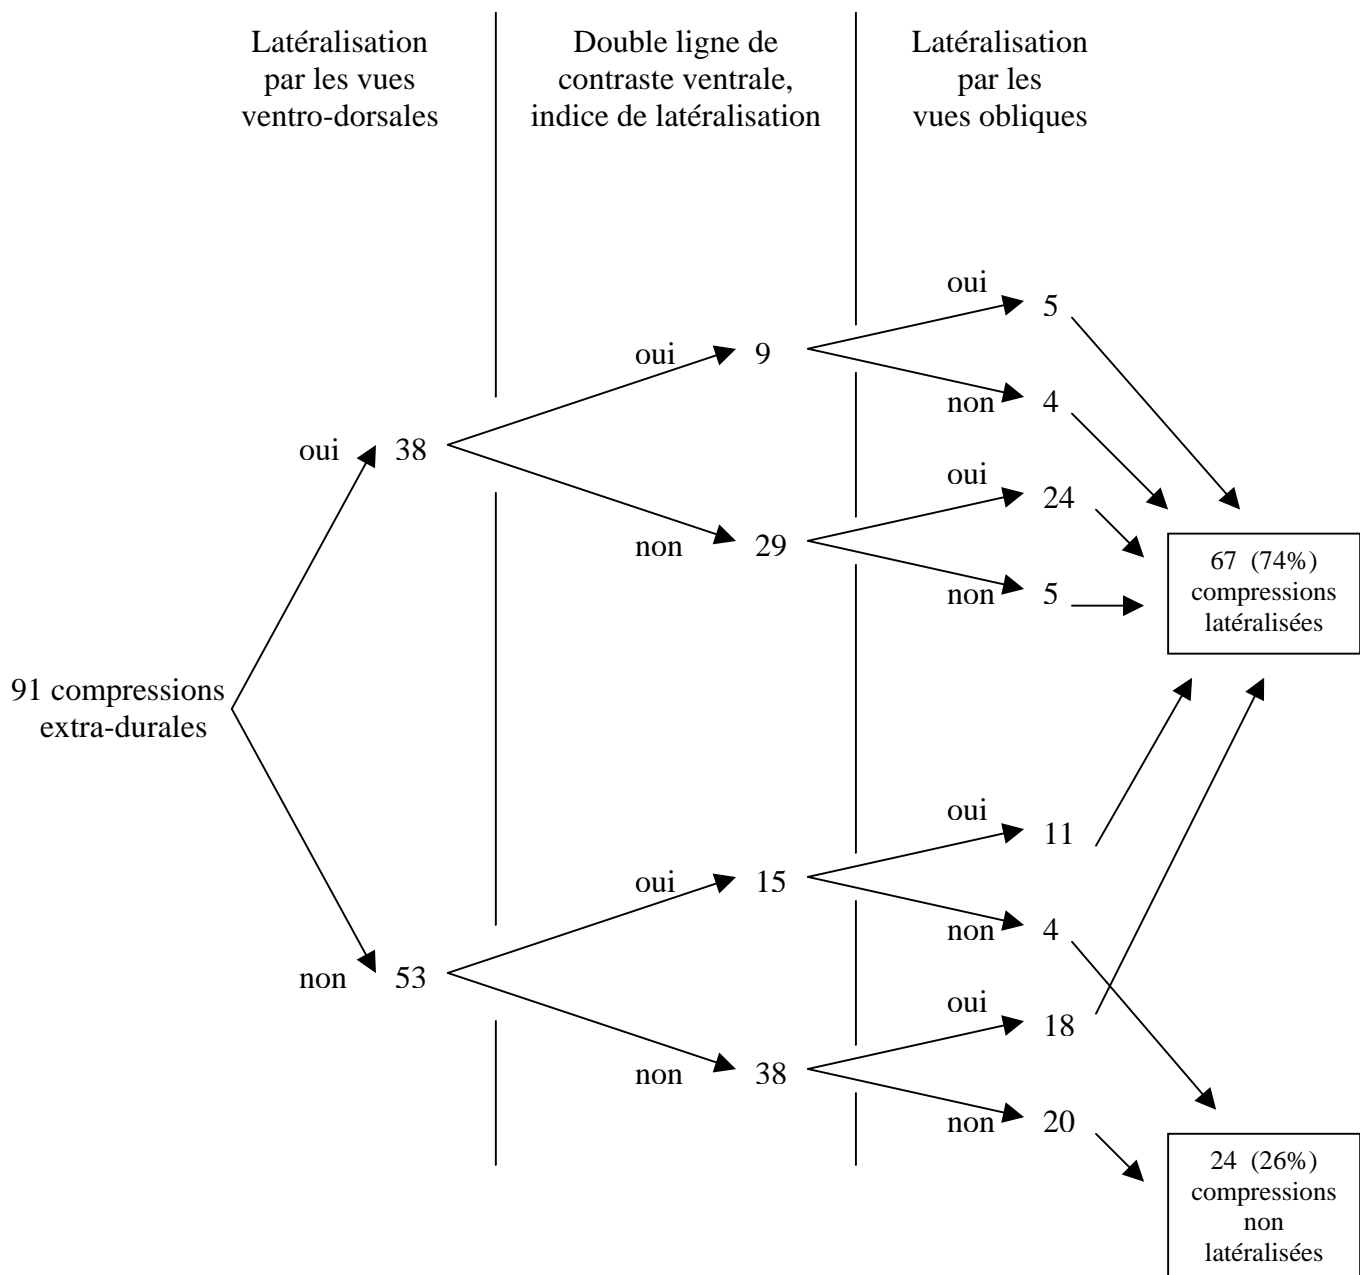 Latéralisation
par les vues
ventro-dorsales
Double ligne de
contraste ventrale,
indice de latéralisation
Latéralisation
par les
vues obliques
oui
5
oui
9
non
4
oui
38
oui
24
non
29
non
5
67 (74%)
compressions
latéralisées
91 compressions
extra-durales
oui
11
oui
15
non
4
non
53
oui
18
non
38
non
20
24 (26%)
compressions
non
latéralisées